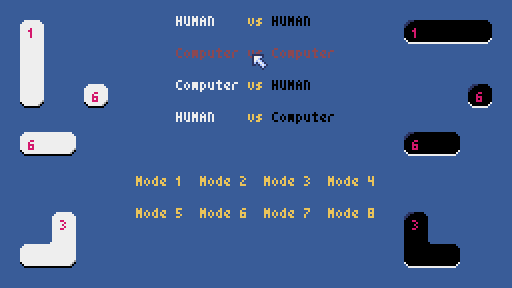 HUMAN vs HUMAN
1 1
Computer vs Computer
Computer vs HUMAN
6 6
HUMAN vs Computer
6 6
Mode 1 Mode 2 Mode 3 Mode 4
Mode 5 Mode 6 Mode 7 Mode 8
3 3